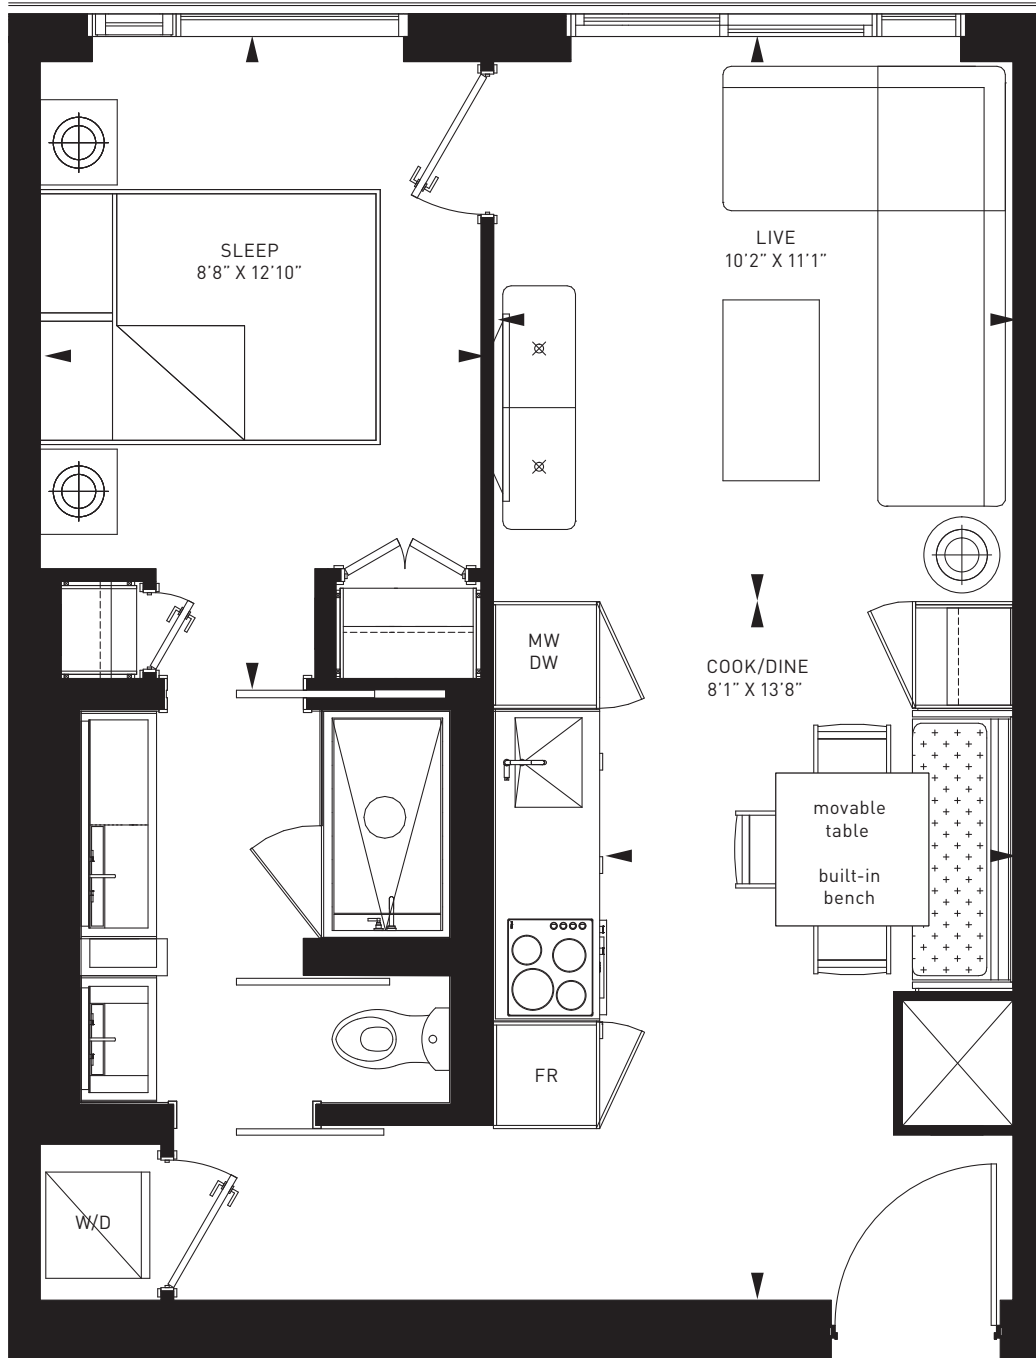 SLEEP
8'8” X 12'10”
LIVE
10'2” X 11'1”
MW
DW
COOK/DINE
8'1” X 13'8”
movable
table
built-in
bench
FR
W/D